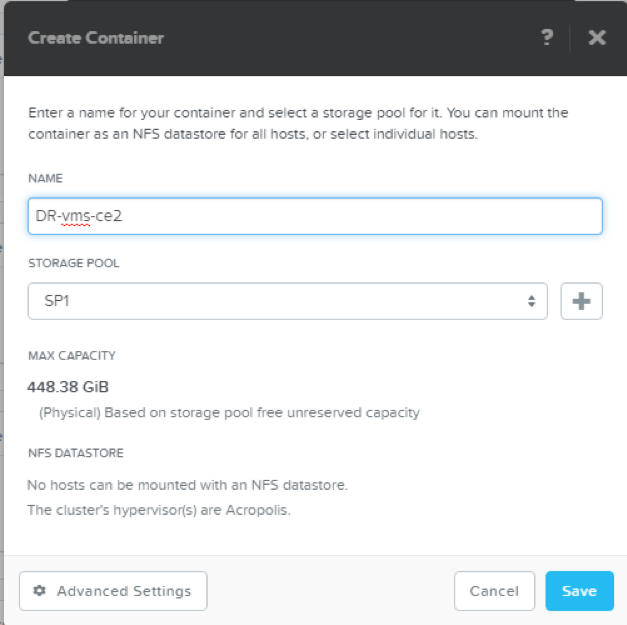 Create Container
?
Enter a name for your container and select a storage pool for it. You can mount the
container as an NFS datastore for all hosts, or select individual hosts.
NAME
DR-vms-ce2
STORAGE POOL
SP1
MAX CAPACITY
448.38 GiB
(Physical) Based on storage pool free unreserved capacity
NFS DATASTORE
No hosts can be mounted with an NFS datastore.
The cluster's hypervisor(s) are Acropolis.
Advanced Settings
Cancel
Save